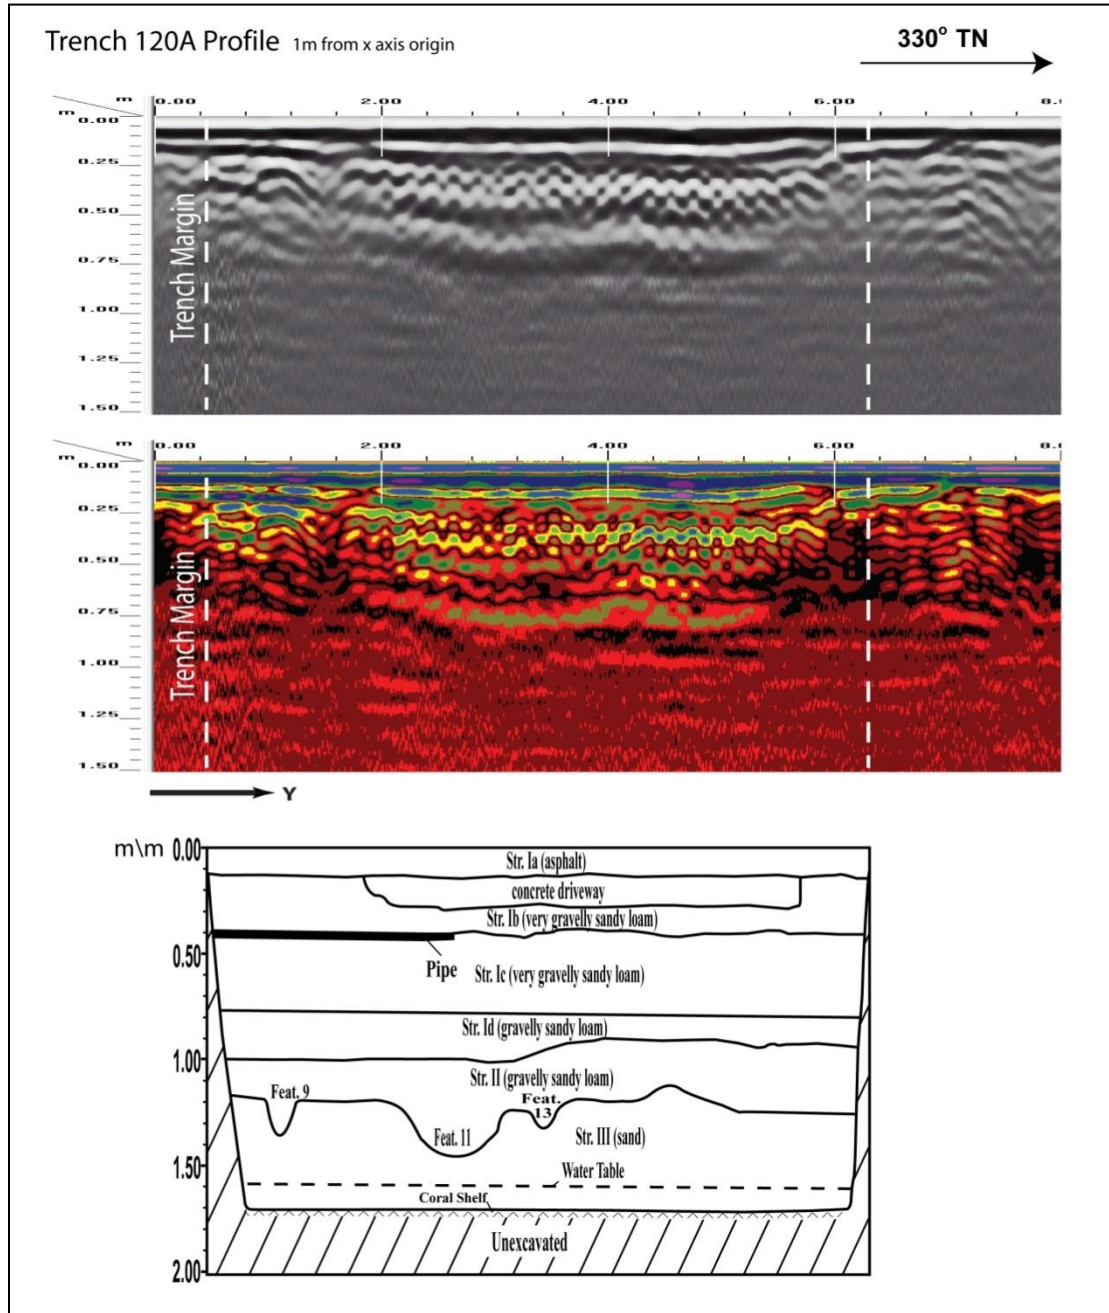 Trench 120A Profile 1m from x axis origin
330° TN
m 0.00 2.00 4.00 6.00 8.
m 0.00
0.25
0.50
0.75
1.00
1.25
1.50
Trench Margin
m 0.00 2.00 4.00 6.00 8.
m 0.00
0.25
0.50
0.75
1.00
1.25
1.50
Trench Margin
Y
m\m 0.00
Str. Ia (asphalt)
concrete driveway
Str. Ib (very gravelly sandy loam)
0.50
Pipe
Str. Ic (very gravelly sandy loam)
Str. Id (gravelly sandy loam)
1.00
Str. II (gravelly sandy loam)
Feat. 9
Feat.
13
Feat. 11
Str. III (sand)
1.50
Water Table
Coral Shelf
Unexcavated
2.00